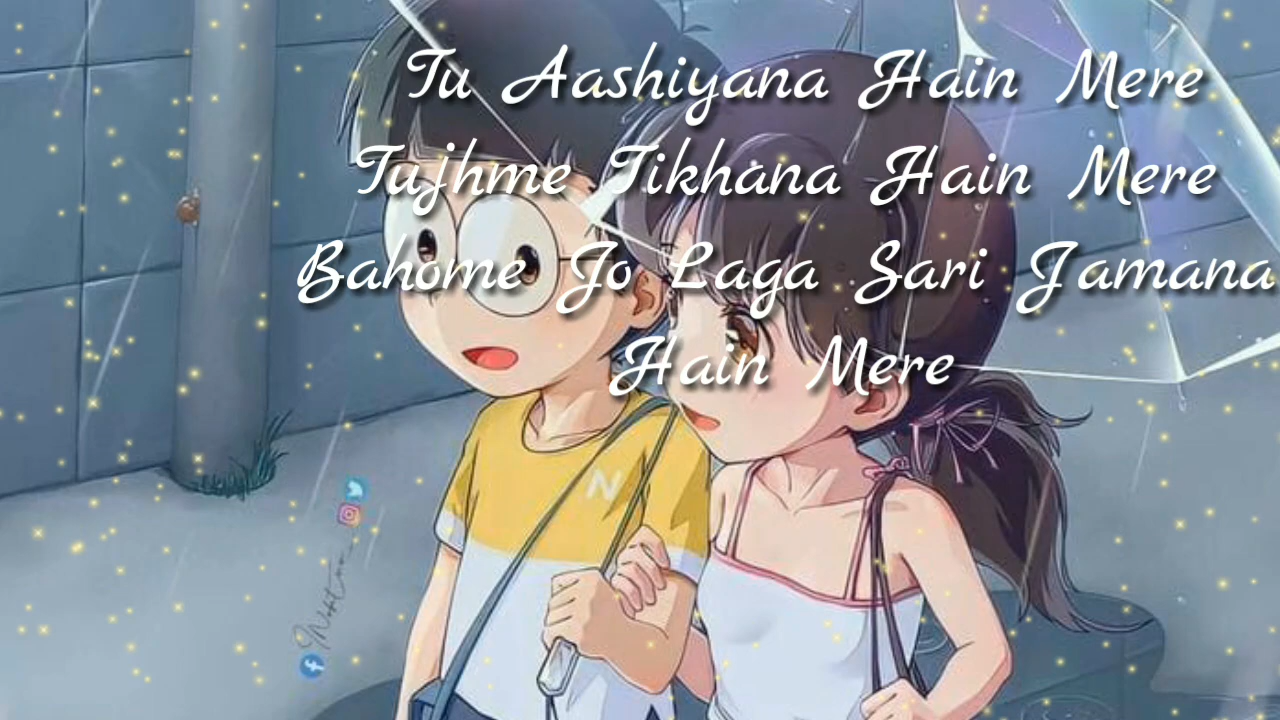 Tu Aashiyana Hain Mere
Tujhme Tikhana Hain Mere
Bahome Jo Laga Sari Jamana
Hain Mere
N